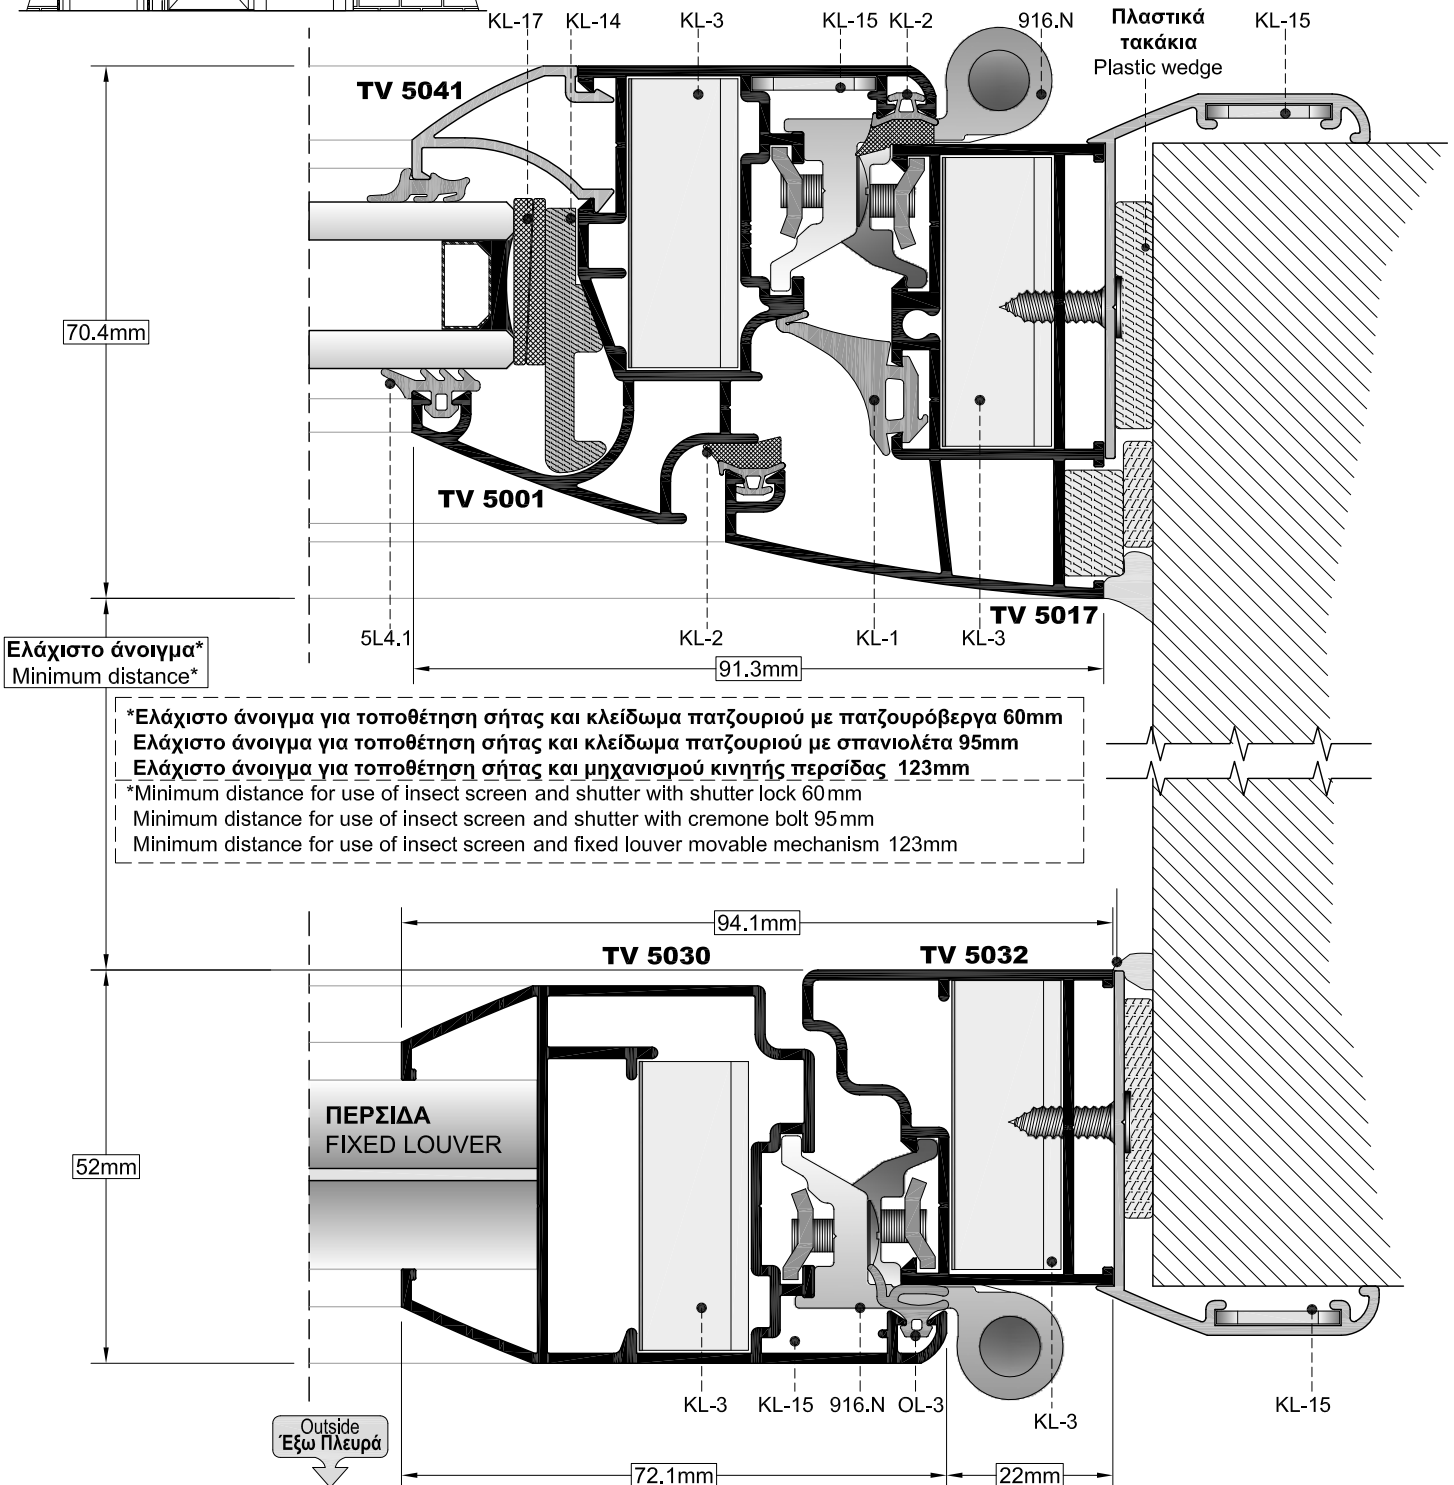 KL-17 KL-14 KL-3 KL-15 KL-2 916.N Πλαστικά τακάκια KL-15
Plastic wedge
TV 5041
70.4mm
TV 5001
TV 5017
5L4.1 KL-2 KL-1 KL-3
91.3mm
Ελάχιστο άνοιγμα*
Minimum distance*
*Ελάχιστο άνοιγμα για τοποθέτηση σήτας και κλείδωμα πατζουριού με πατζουρόβεργα 60mm
Ελάχιστο άνοιγμα για τοποθέτηση σήτας και κλείδωμα πατζουριού με σπανιολέτα 95mm
Ελάχιστο άνοιγμα για τοποθέτηση σήτας και μηχανισμού κινητής περσίδας 123mm
*Minimum distance for use of insect screen and shutter with shutter lock 60mm
Minimum distance for use of insect screen and shutter with cremone bolt 95mm
Minimum distance for use of insect screen and fixed louver movable mechanism 123mm
94.1mm
TV 5030 TV 5032
ΠΕΡΣΙΔΑ
FIXED LOUVER
52mm
KL-3 KL-15 916.N OL-3 KL-3 KL-15
Outside
Έξω Πλευρά
72.1mm 22mm